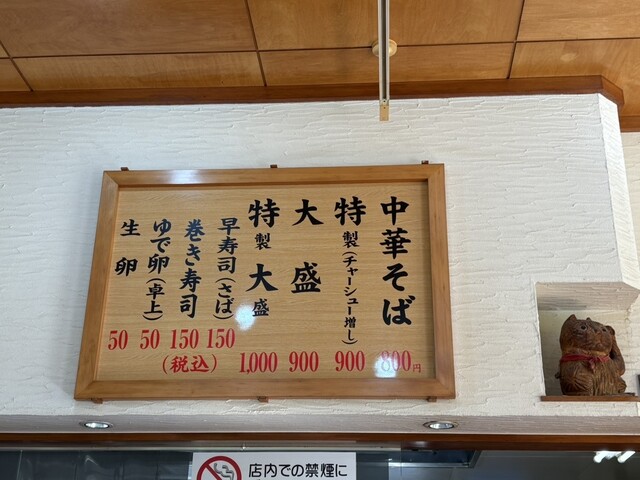 中華そば 800円
特製(チャーシュー増し) 900
大盛 900
特製大盛 1,000
早寿司(さば) 150
巻き寿司 150
ゆで卵(卓上) 50
生卵 50
(税込)
店内での禁煙に